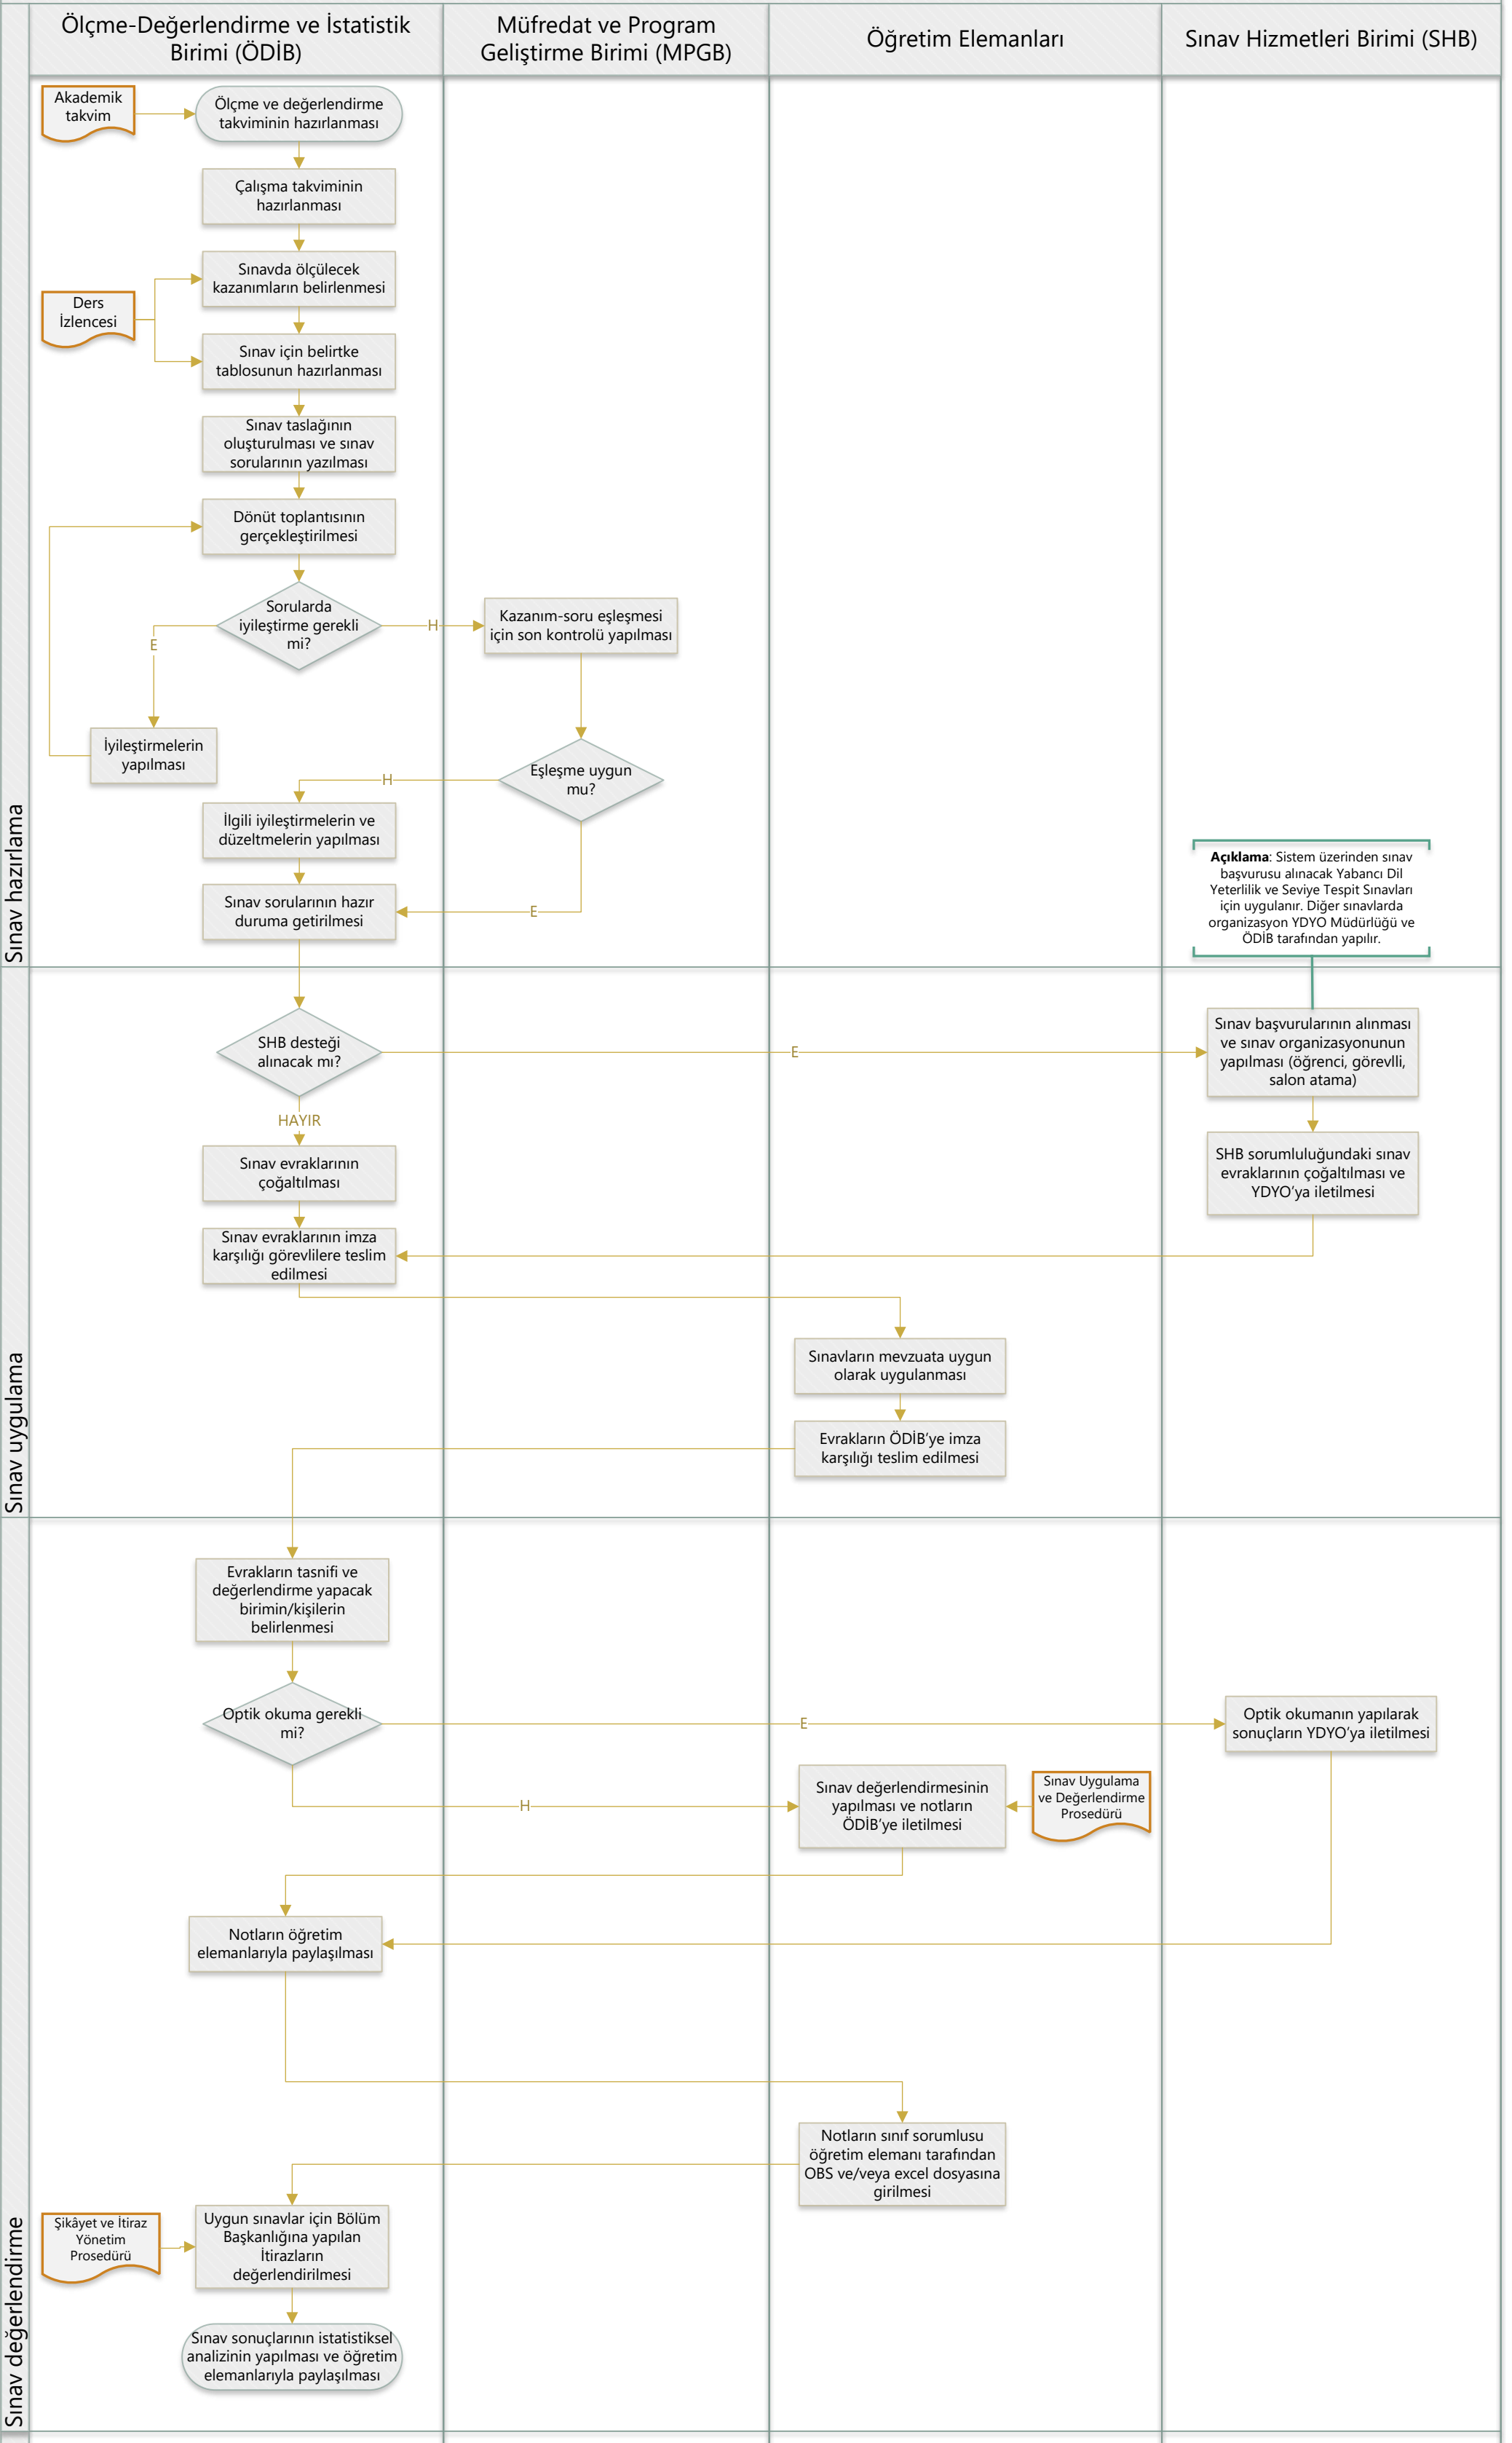 Ölçme-Değerlendirme ve İstatistik
Birimi (ÖDİB)
Müfredat ve Program
Geliştirme Birimi (MPGB)
Öğretim Elemanları
Sınav Hizmetleri Birimi (SHB)
Sınav hazırlama
Akademik
takvim
Ölçme ve değerlendirme
takviminin hazırlanması
Çalışma takviminin
hazırlanması
Sınavda ölçülecek
kazanımların belirlenmesi
Ders
İzlencesi
Sınav için belirtke
tablosunun hazırlanması
Sınav taslağının
oluşturulması ve sınav
sorularının yazılması
Dönüt toplantısının
gerçekleştirilmesi
Sorularda
iyileştirme gerekli
mi?
H
E
Kazanım-soru eşleşmesi
için son kontrolü yapılması
İyileştirmelerin
yapılması
Eşleşme uygun
mu?
H
İlgili iyileştirmelerin ve
düzeltmelerin yapılması
E
Sınav sorularının hazır
duruma getirilmesi
Açıklama: Sistem üzerinden sınav
başvurusu alınacak Yabancı Dil
Yeterlilik ve Seviye Tespit Sınavları
için uygulanır. Diğer sınavlarda
organizasyon YDYO Müdürlüğü ve
ÖDİB tarafından yapılır.
Sınav uygulama
SHB desteği
alınacak mı?
E
Sınav başvurularının alınması
ve sınav organizasyonunun
yapılması (öğrenci, görevlli,
salon atama)
HAYIR
Sınav evraklarının
çoğaltılması
SHB sorumluluğundaki sınav
evraklarının çoğaltılması ve
YDYO’ya iletilmesi
Sınav evraklarının imza
karşılığı görevlilere teslim
edilmesi
Sınavların mevzuata uygun
olarak uygulanması
Evrakların ÖDİB’ye imza
karşılığı teslim edilmesi
Sınav değerlendirme
Evrakların tasnifi ve
değerlendirme yapacak
birimin/kişilerin
belirlenmesi
Optik okuma gerekli
mi?
E
Optik okumanın yapılarak
sonuçların YDYO’ya iletilmesi
H
Sınav değerlendirmesinin
yapılması ve notların
ÖDİB’ye iletilmesi
Sınav Uygulama
ve Değerlendirme
Prosedürü
Notların öğretim
elemanlarıyla paylaşılması
Notların sınıf sorumlusu
öğretim elemanı tarafından
OBS ve/veya excel dosyasına
girilmesi
Şikâyet ve İtiraz
Yönetim
Prosedürü
Uygun sınavlar için Bölüm
Başkanlığına yapılan
İtirazların
değerlendirilmesi
Sınav sonuçlarının istatistiksel
analizinin yapılması ve öğretim
elemanlarıyla paylaşılması